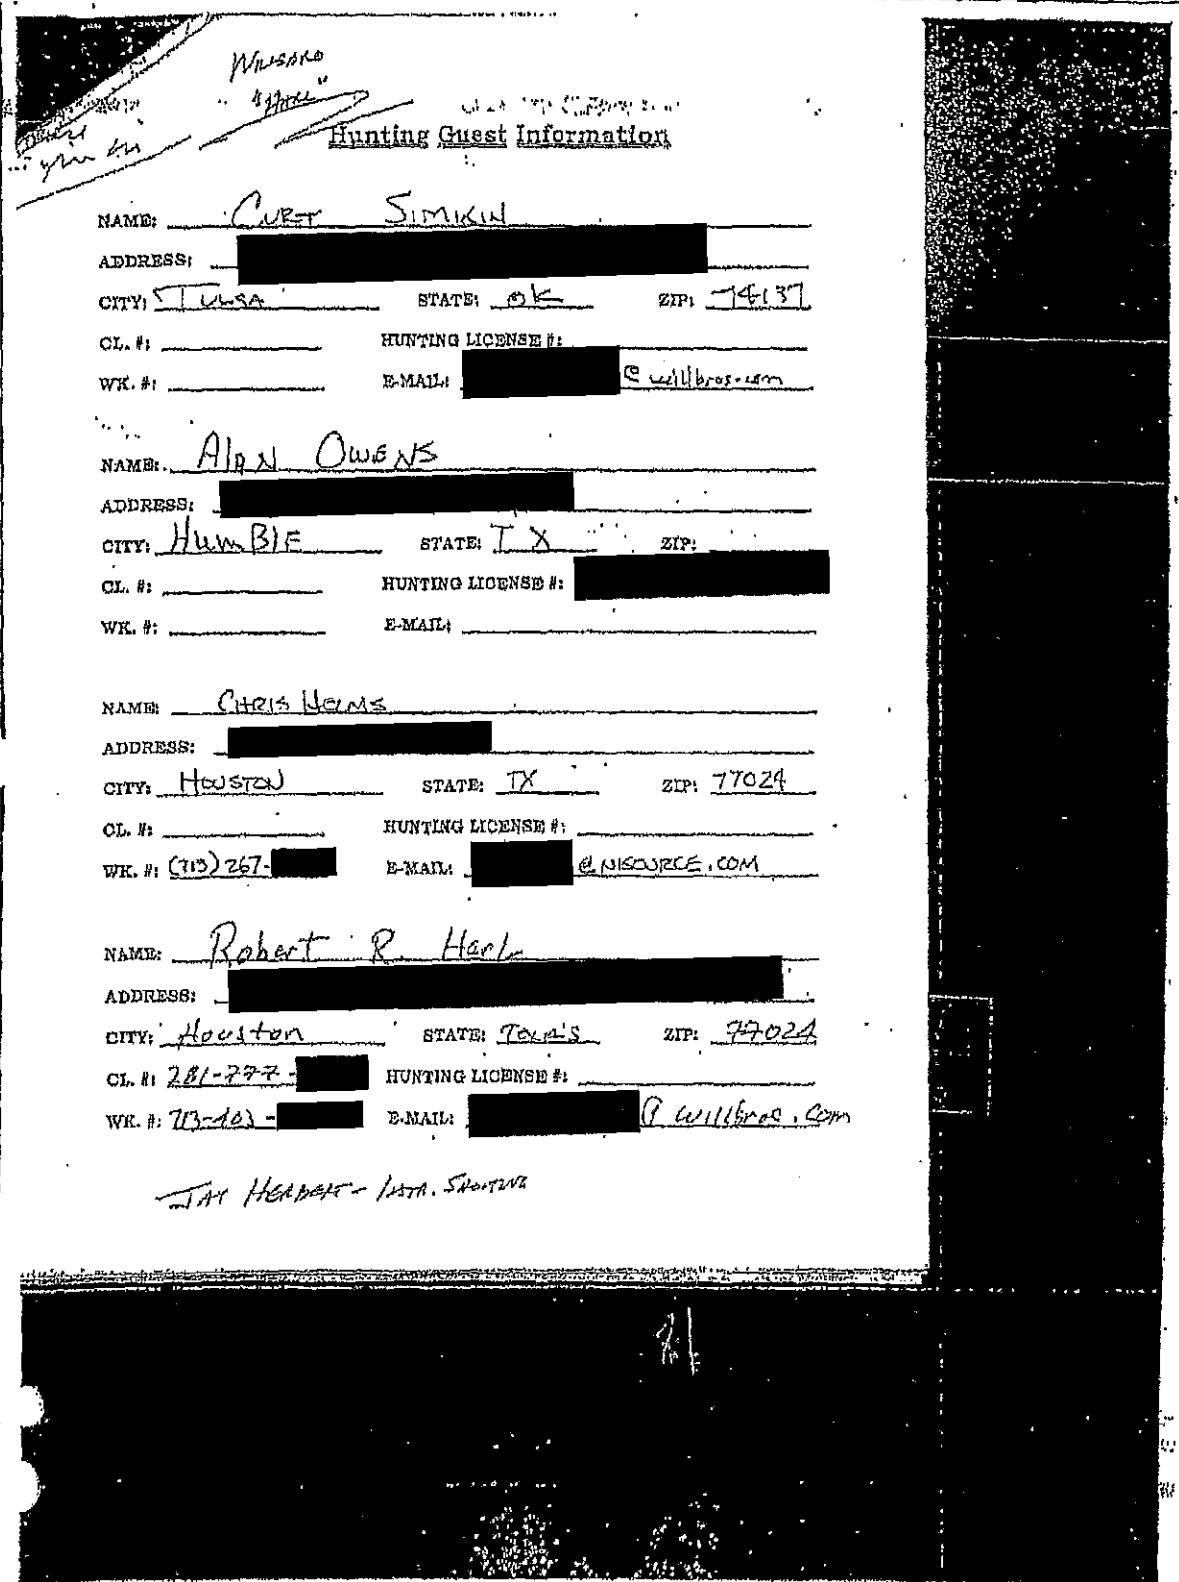 Hunting Guest Information
NAME: CURT SIMKIN
ADDRESS:
CITY: TULSA STATE: OK ZIP: 74137
CL. #: HUNTING LICENSE #:
WK. #: E-MAIL: @ willbros.com
NAME: AlAN OWENS
ADDRESS:
CITY: HumBlE STATE: TX ZIP:
CL. #: HUNTING LICENSE #:
WK. #: E-MAIL:
NAME: CHRIS HELMS
ADDRESS:
CITY: HOUSTON STATE: TX ZIP: 77024
CL. #: HUNTING LICENSE #:
WK. #: (713) 267- E-MAIL: @ NISOURCE.COM
NAME: Robert R. Harl
ADDRESS:
CITY: Houston STATE: ZIP: 77024
CL. #: 281-777- HUNTING LICENSE #:
WK. #: 713-403- E-MAIL: @ willbros.com
JAY HERBERT -